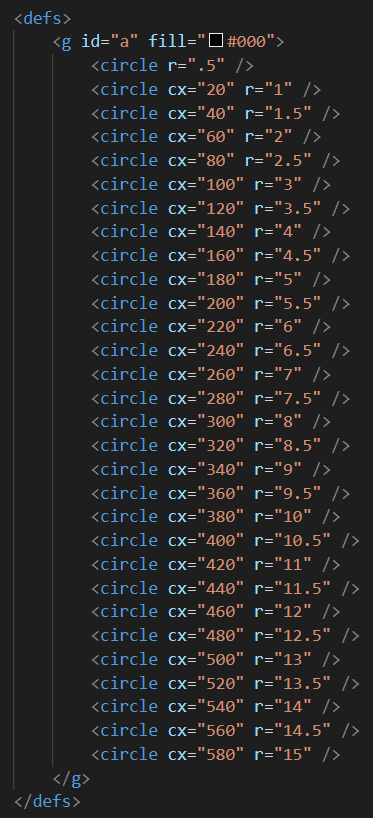 <defs>
<g id="a" fill="#000">
<circle r=".5" />
<circle cx="20" r="1" />
<circle cx="40" r="1.5" />
<circle cx="60" r="2" />
<circle cx="80" r="2.5" />
<circle cx="100" r="3" />
<circle cx="120" r="3.5" />
<circle cx="140" r="4" />
<circle cx="160" r="4.5" />
<circle cx="180" r="5" />
<circle cx="200" r="5.5" />
<circle cx="220" r="6" />
<circle cx="240" r="6.5" />
<circle cx="260" r="7" />
<circle cx="280" r="7.5" />
<circle cx="300" r="8" />
<circle cx="320" r="8.5" />
<circle cx="340" r="9" />
<circle cx="360" r="9.5" />
<circle cx="380" r="10" />
<circle cx="400" r="10.5" />
<circle cx="420" r="11" />
<circle cx="440" r="11.5" />
<circle cx="460" r="12" />
<circle cx="480" r="12.5" />
<circle cx="500" r="13" />
<circle cx="520" r="13.5" />
<circle cx="540" r="14" />
<circle cx="560" r="14.5" />
<circle cx="580" r="15" />
</g>
</defs>